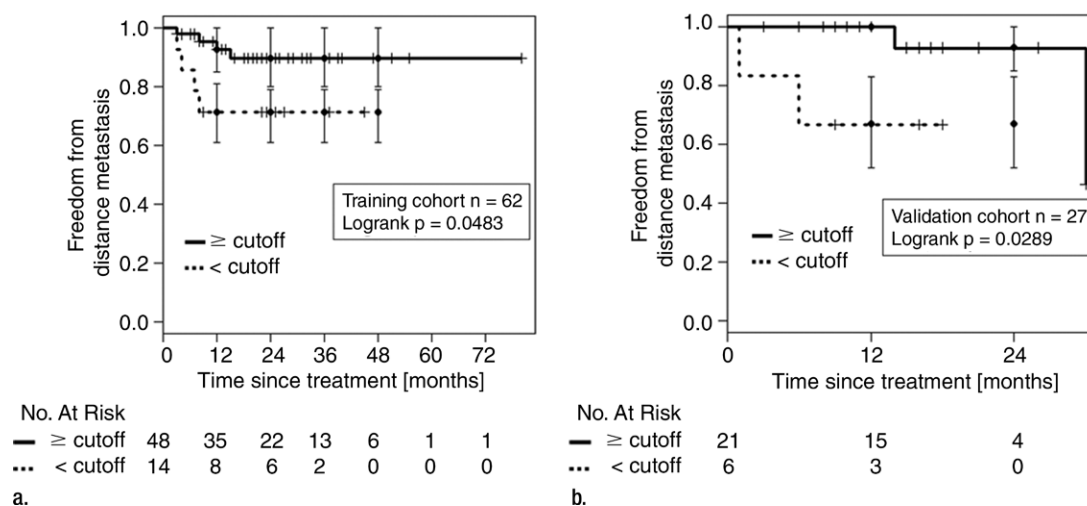 1.0
0.8
0.6
0.4
0.2
0.0
Freedom from
distance metastasis
Training cohort n = 62
Logrank p = 0.0483
≥ cutoff
< cutoff
0 12 24 36 48 60 72
Time since treatment [months]
No. At Risk
≥ cutoff 48 35 22 13 6 1 1
< cutoff 14 8 6 2 0 0 0
a.
1.0
0.8
0.6
0.4
0.2
0.0
Freedom from
distance metastasis
Validation cohort n = 27
Logrank p = 0.0289
≥ cutoff
< cutoff
0 12 24
Time since treatment [months]
No. At Risk
≥ cutoff 21 15 4
< cutoff 6 3 0
b.